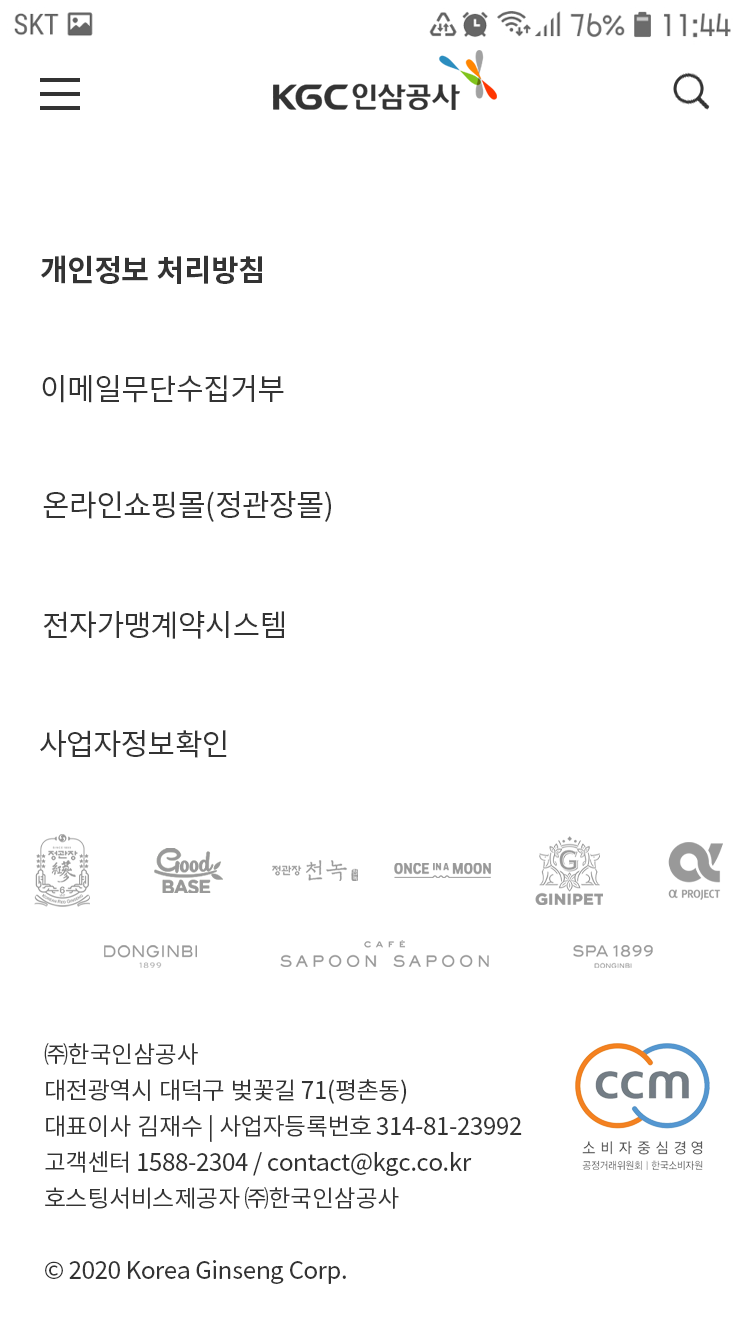 SKT 76% 11:44
KGC인삼공사
개인정보 처리방침
이메일무단수집거부
온라인쇼핑몰(정관장몰)
전자가맹계약시스템
사업자정보확인
정관장
6
Good
BASE
정관장 천녹
ONCE IN A MOON
G
GINIPET
α PROJECT
DONGINBI
1899
CAFÉ
SAPOON SAPOON
SPA 1899
DONGINBI
㈜한국인삼공사
대전광역시 대덕구 벚꽃길 71(평촌동)
대표이사 김재수 | 사업자등록번호 314-81-23992
고객센터 1588-2304 / contact@kgc.co.kr
호스팅서비스제공자 ㈜한국인삼공사
ccm
소비자중심경영
공정거래위원회 | 한국소비자원
© 2020 Korea Ginseng Corp.